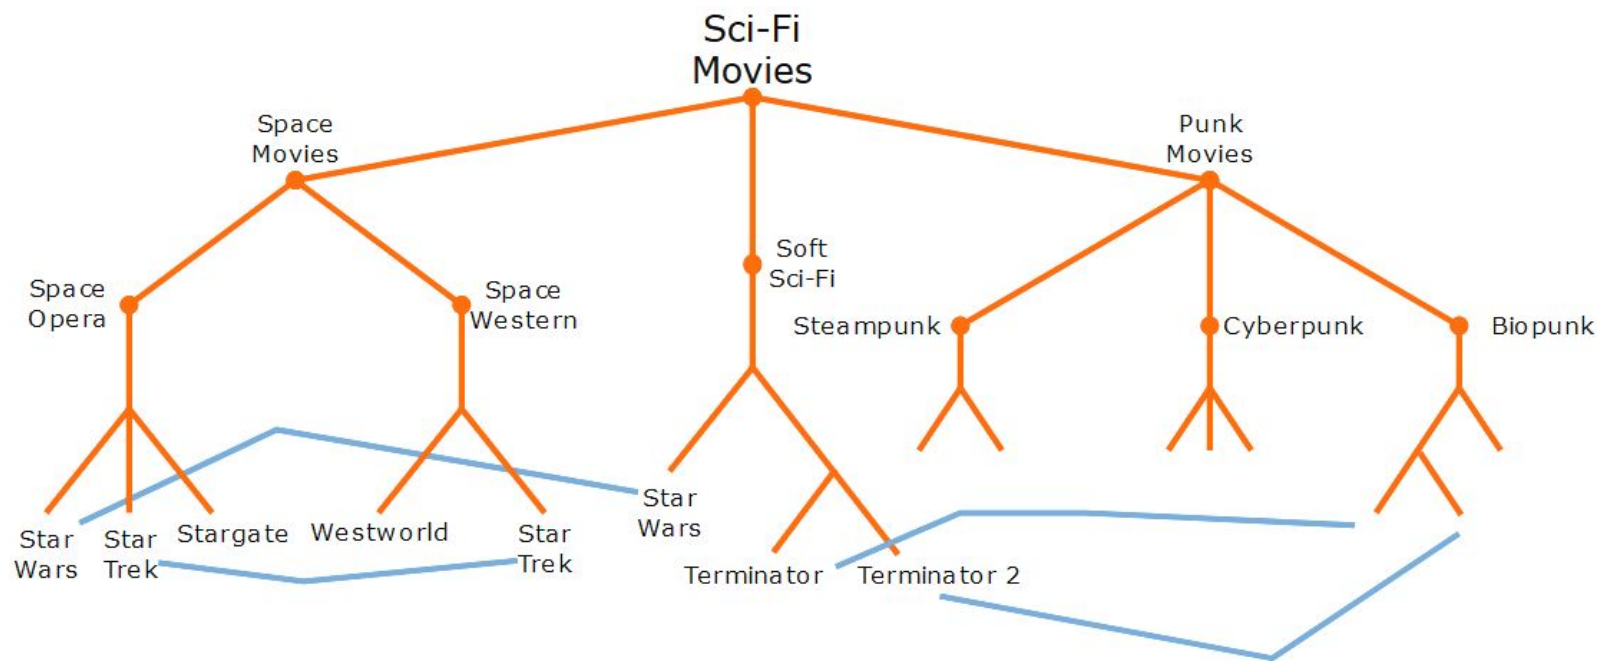 Sci-Fi
Movies
Space
Movies
Punk
Movies
Soft
Sci-Fi
Space
Opera
Space
Western
Steampunk
Cyberpunk
Biopunk
Star
Wars
Star
Trek
Stargate
Westworld
Star
Trek
Star
Wars
Terminator
Terminator 2